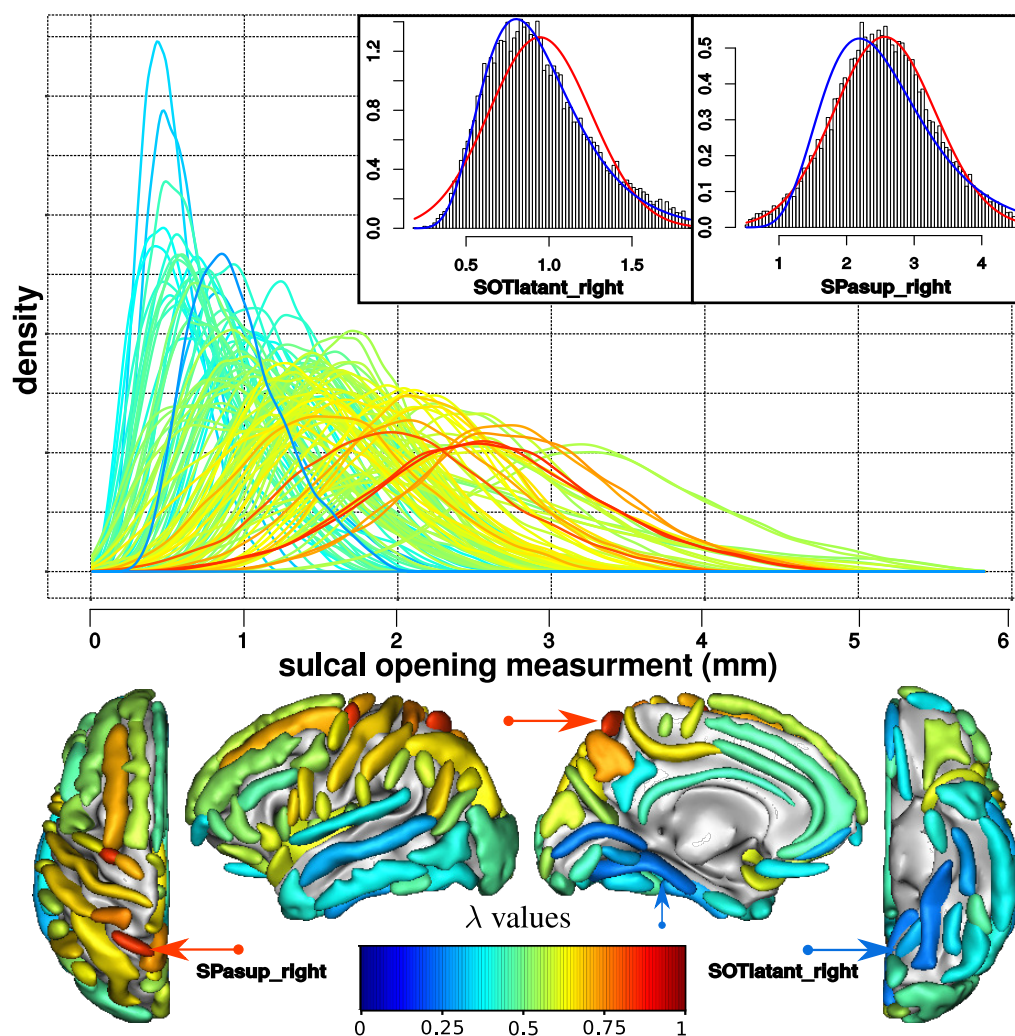 density
0.0 0.4 0.8 1.2
0.5 1.0 1.5
SOTlatant_right
0.0 0.1 0.2 0.3 0.4 0.5
1 2 3 4
SPasup_right
0 1 2 3 4 5 6
sulcal opening measurment (mm)
λ values
SPasup_right
SOTlatant_right
0 0.25 0.5 0.75 1